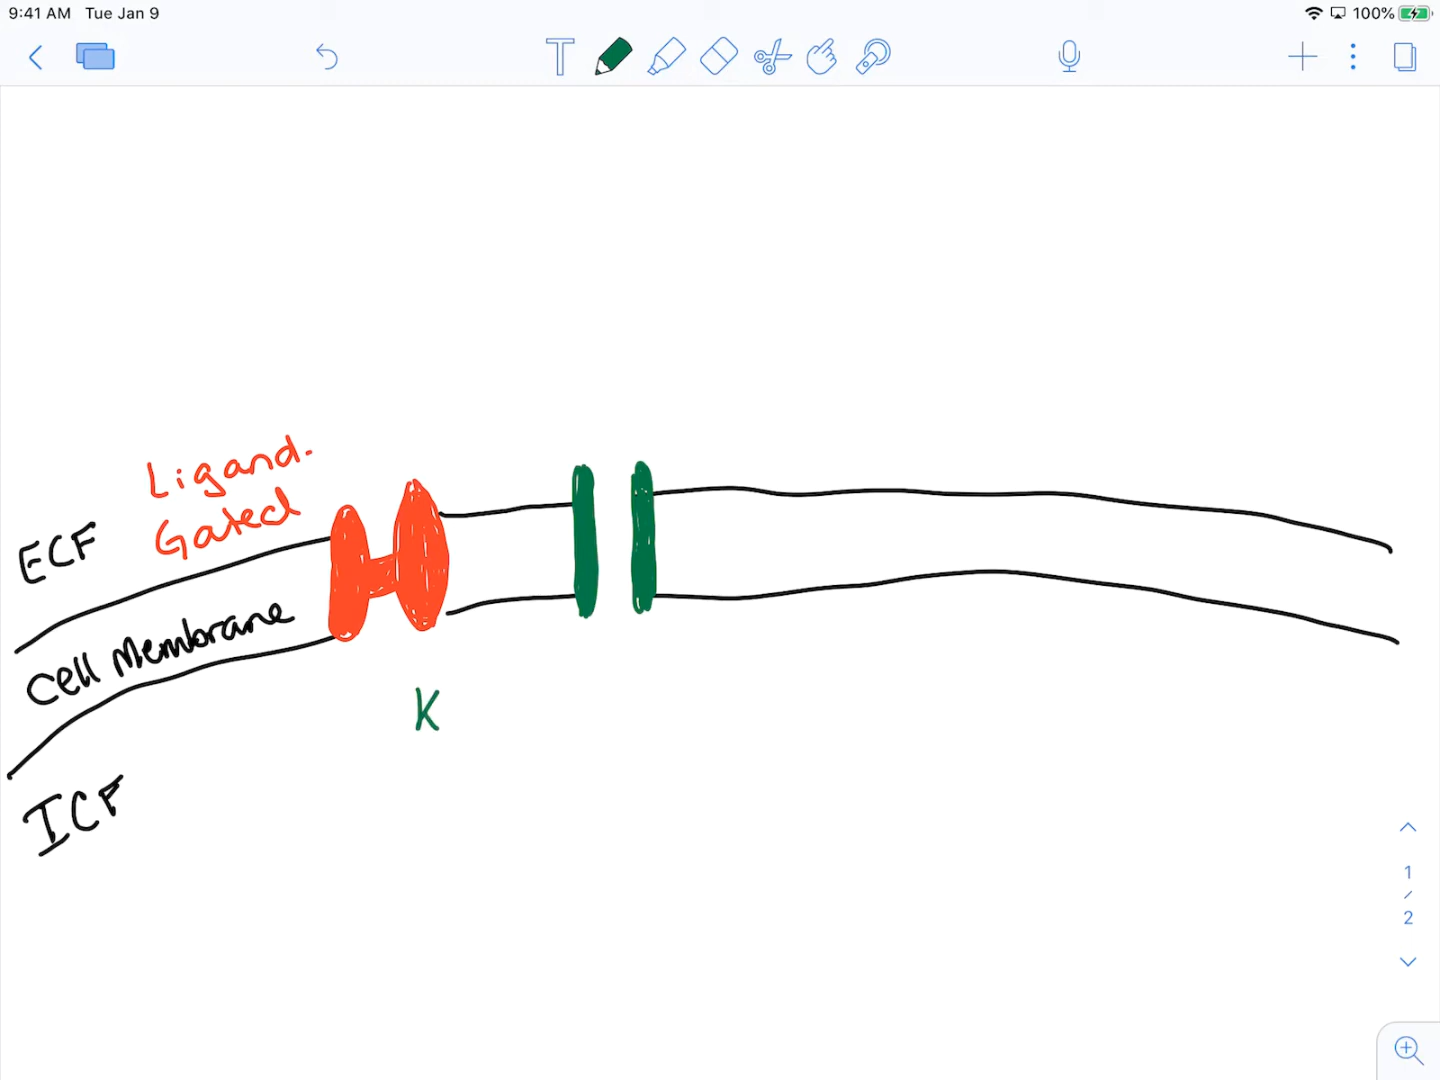 9:41 AM Tue Jan 9
100%
Ligand-
Gated
ECF
Cell Membrane
K
ICF
1
/
2